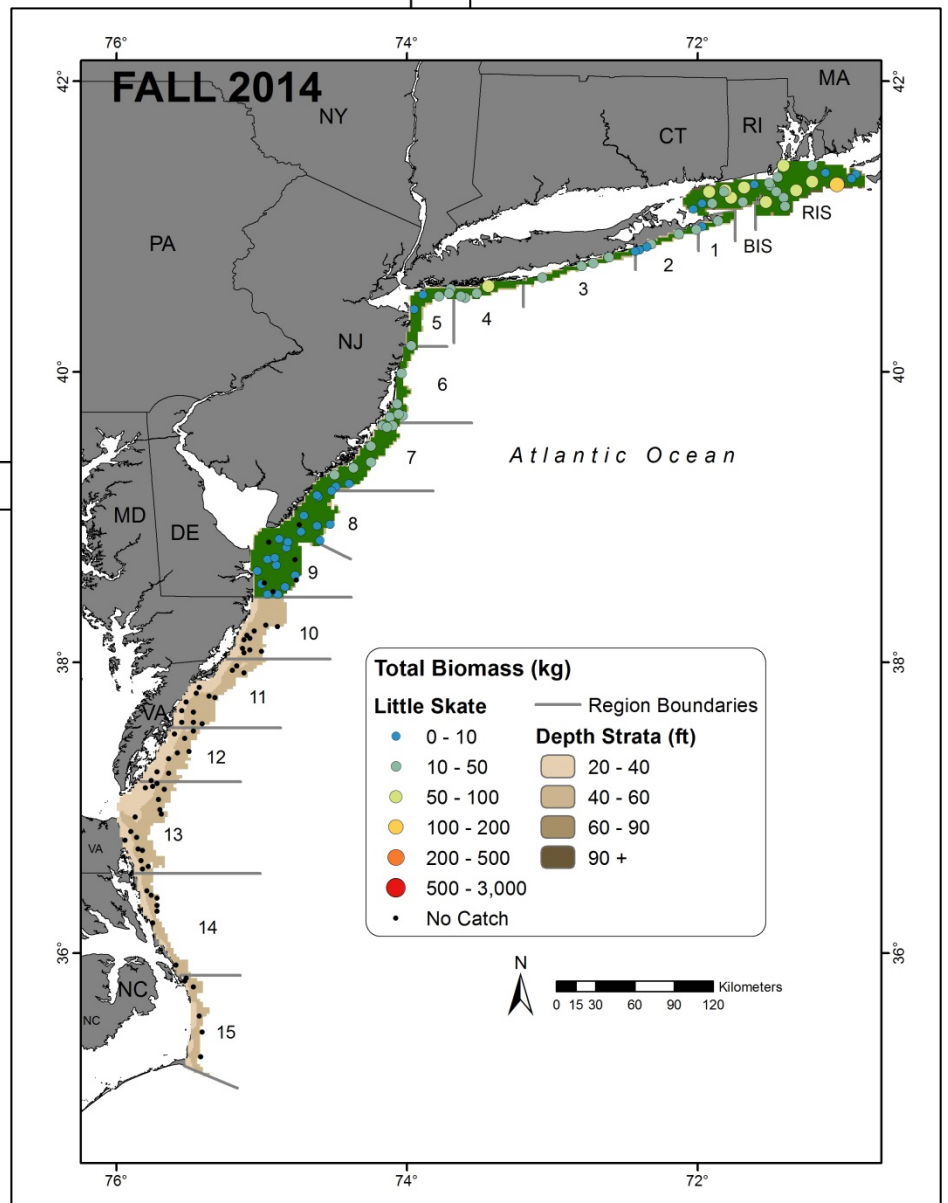 76°
74°
72°
FALL 2014
42°
42°
MA
NY
CT
RI
RIS
BIS
PA
1
2
3
4
5
NJ
40°
40°
6
7
Atlantic Ocean
MD
DE
8
9
10
38°
38°
11
VA
12
13
VA
14
36°
36°
NC
NC
15
Total Biomass (kg)
Little Skate
0 - 10
10 - 50
50 - 100
100 - 200
200 - 500
500 - 3,000
No Catch
Region Boundaries
Depth Strata (ft)
20 - 40
40 - 60
60 - 90
90 +
N
Kilometers
0 15 30 60 90 120
76°
74°
72°